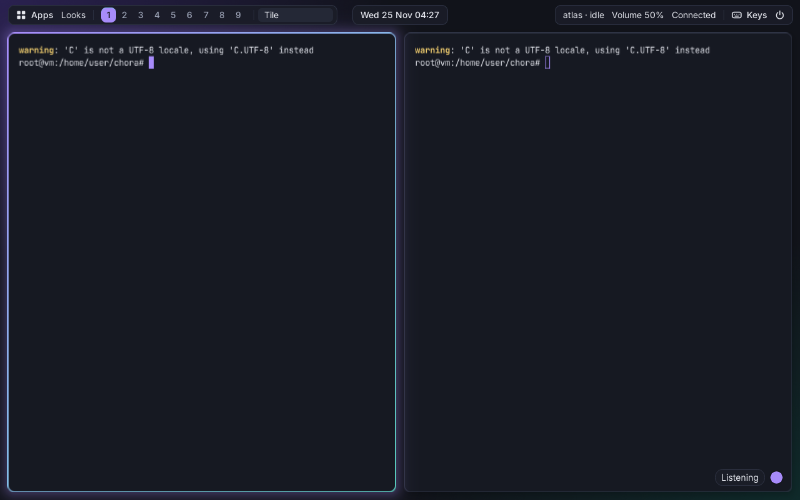 Apps Looks 1 2 3 4 5 6 7 8 9 Tile Wed 25 Nov 04:27 atlas · idle Volume 50% Connected Keys
warning: 'C' is not a UTF-8 locale, using 'C.UTF-8' instead
root@vm:/home/user/chora#
warning: 'C' is not a UTF-8 locale, using 'C.UTF-8' instead
root@vm:/home/user/chora#
Listening